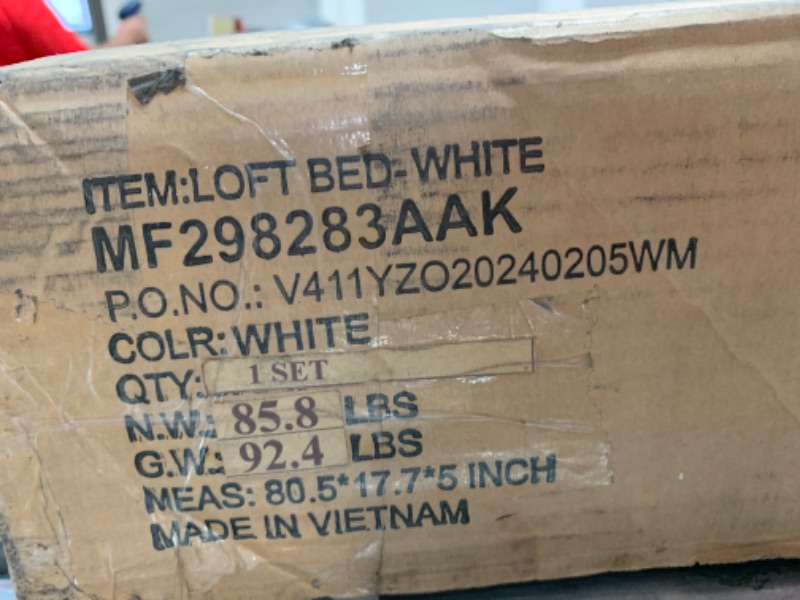 ITEM:LOFT BED-WHITE
MF298283AAK
P.O.NO.: V411YZO20240205WM
COLR:WHITE
QTY: 1 SET
N.W.: 85.8 LBS
G.W.: 92.4 LBS
MEAS: 80.5*17.7*5 INCH
MADE IN VIETNAM